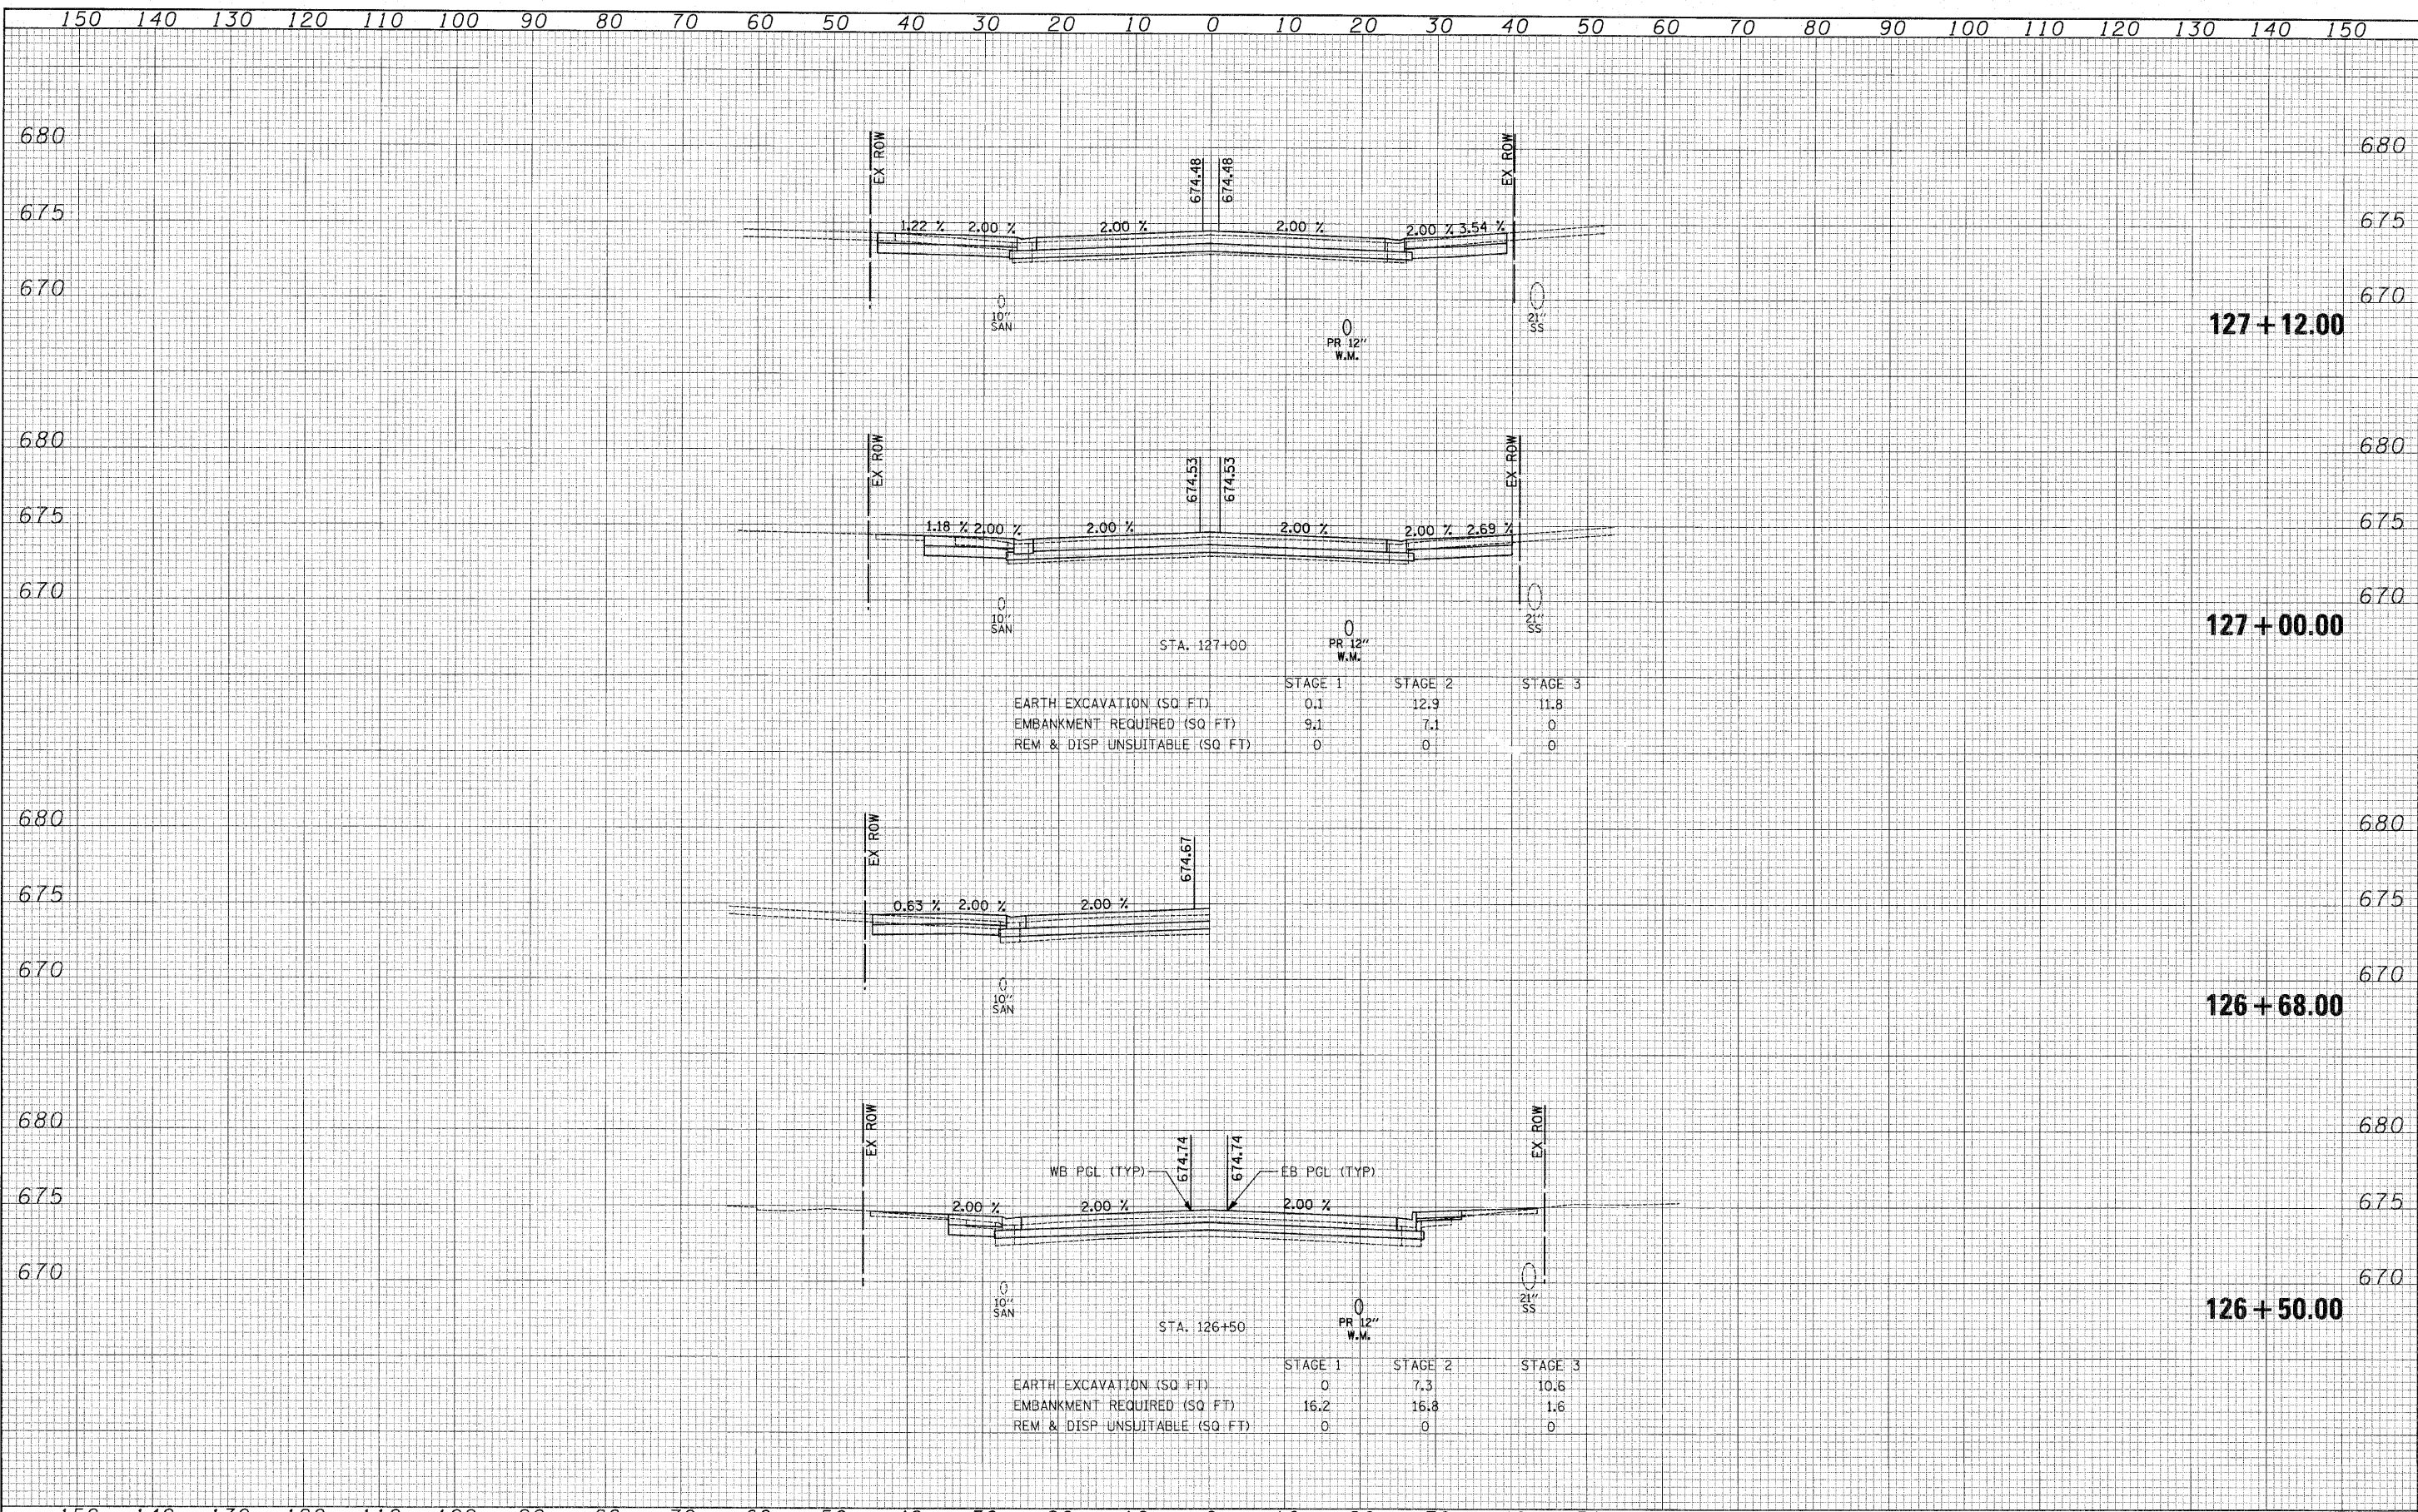 150 140 130 120 110 100 90 80 70 60 50 40 30 20 10 0 10 20 30 40 50 60 70 80 90 100 110 120 130 140 150
680 EX ROW 674.48 674.48 EX ROW 680
675 1.22 % 2.00 % 2.00 % 2.00 % 2.00 % 3.54 % 675
670 670
10" SAN
PR 12" W.M.
21" SS
127+12.00
680 EX ROW 674.53 674.53 EX ROW 680
675 1.18 % 2.00 % 2.00 % 2.00 % 2.00 % 2.69 % 675
670 670
10" SAN
PR 12" W.M.
21" SS
127+00.00
STA. 127+00
STAGE 1 STAGE 2 STAGE 3
EARTH EXCAVATION (SQ FT) 0.1 12.9 11.8
EMBANKMENT REQUIRED (SQ FT) 9.1 7.1 0
REM & DISP UNSUITABLE (SQ FT) 0 0 0
680 EX ROW 674.67 680
675 0.63 % 2.00 % 2.00 % 675
670 670
10" SAN
126+68.00
680 EX ROW 674.74 674.74 EX ROW 680
WB PGL (TYP) EB PGL (TYP)
675 2.00 % 2.00 % 2.00 % 675
670 670
10" SAN
PR 12" W.M.
21" SS
126+50.00
STA. 126+50
STAGE 1 STAGE 2 STAGE 3
EARTH EXCAVATION (SQ FT) 0 7.3 10.6
EMBANKMENT REQUIRED (SQ FT) 16.2 16.8 1.6
REM & DISP UNSUITABLE (SQ FT) 0 0 0